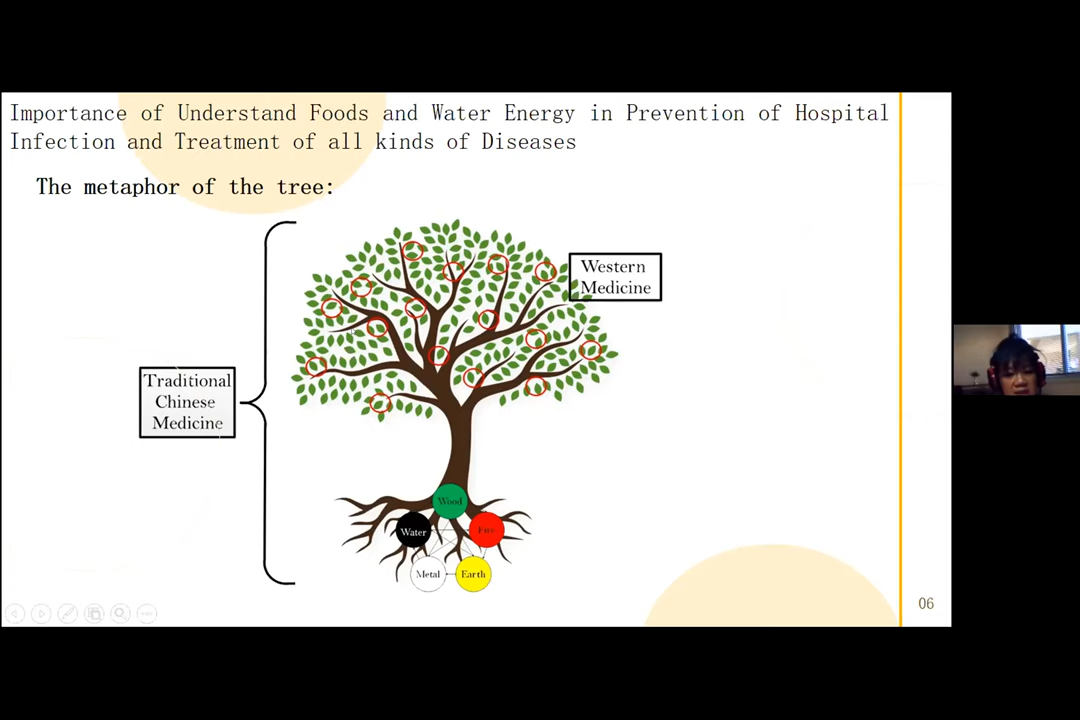 Importance of Understand Foods and Water Energy in Prevention of Hospital
Infection and Treatment of all kinds of Diseases
The metaphor of the tree:
Western
Medicine
Traditional
Chinese
Medicine
Wood
Water
Fire
Metal
Earth
06